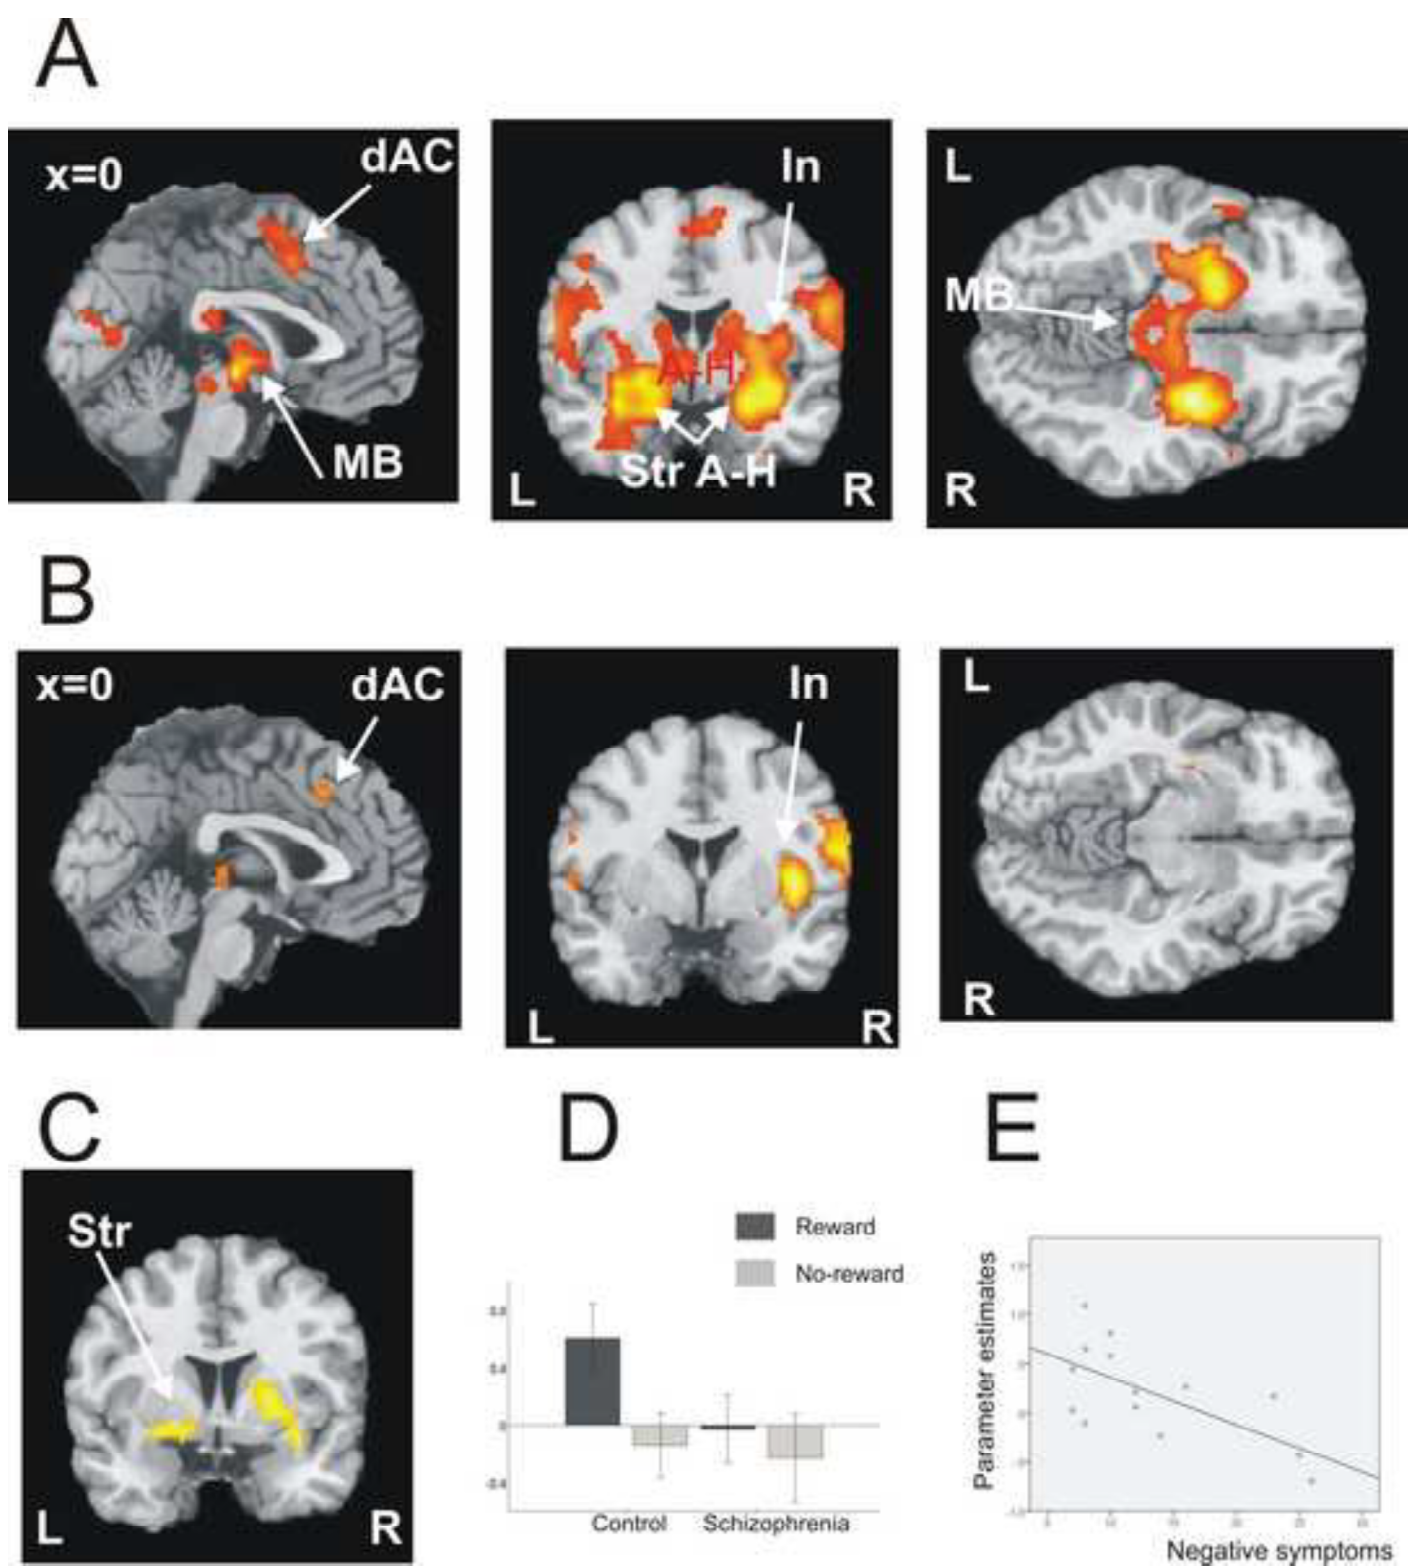 A
x=0
dAC
MB
In
A-H
Str A-H
L
R
L
MB
R
B
x=0
dAC
In
L
R
L
R
C
Str
L
R
D
Reward
No-reward
0
Control
Schizophrenia
E
Parameter estimates
Negative symptoms